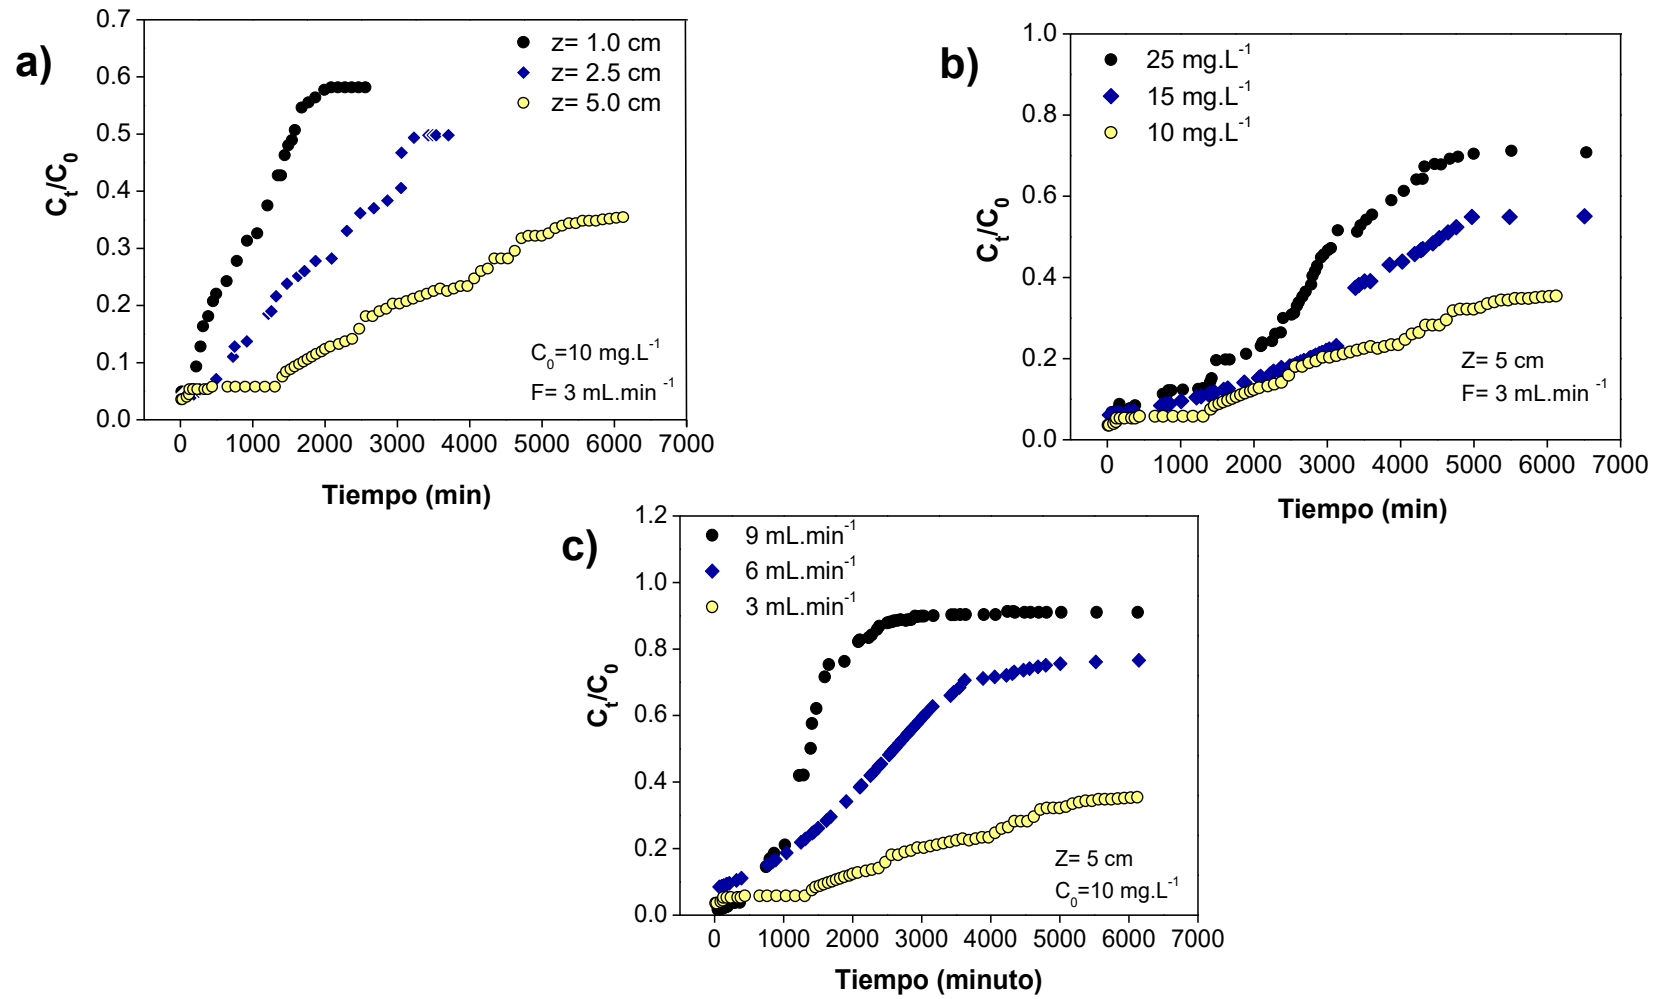 a)
0.7
0.6
0.5
0.4
0.3
0.2
0.1
0.0
Cₜ/C₀
z= 1.0 cm
z= 2.5 cm
z= 5.0 cm
C₀=10 mg.L⁻¹
F= 3 mL.min ⁻¹
0 1000 2000 3000 4000 5000 6000 7000
Tiempo (min)
b)
1.0
0.8
0.6
0.4
0.2
0.0
Cₜ/C₀
25 mg.L⁻¹
15 mg.L⁻¹
10 mg.L⁻¹
Z= 5 cm
F= 3 mL.min ⁻¹
0 1000 2000 3000 4000 5000 6000 7000
Tiempo (min)
c)
1.2
1.0
0.8
0.6
0.4
0.2
0.0
Cₜ/C₀
9 mL.min⁻¹
6 mL.min⁻¹
3 mL.min⁻¹
Z= 5 cm
C₀=10 mg.L⁻¹
0 1000 2000 3000 4000 5000 6000 7000
Tiempo (minuto)